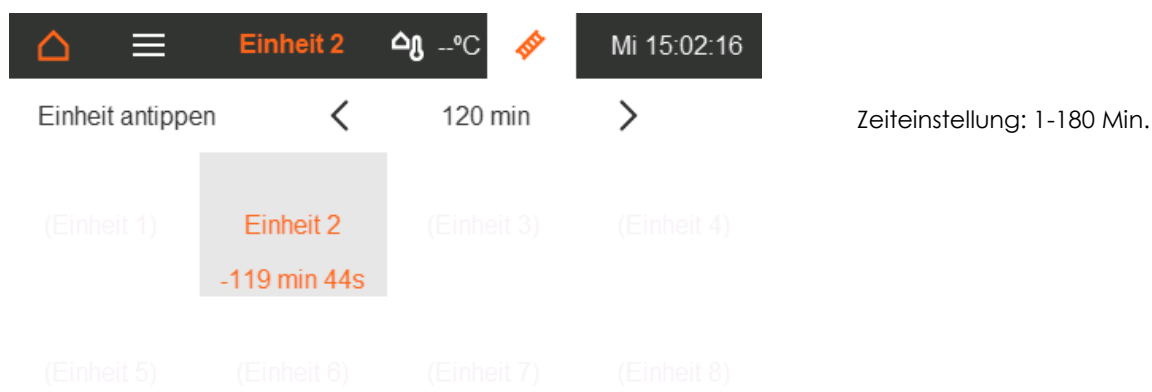 Einheit 2 --ºC Mi 15:02:16
Einheit antippen < 120 min > Zeiteinstellung: 1-180 Min.
(Einheit 1) Einheit 2 (Einheit 3) (Einheit 4)
-119 min 44s
(Einheit 5) (Einheit 6) (Einheit 7) (Einheit 8)